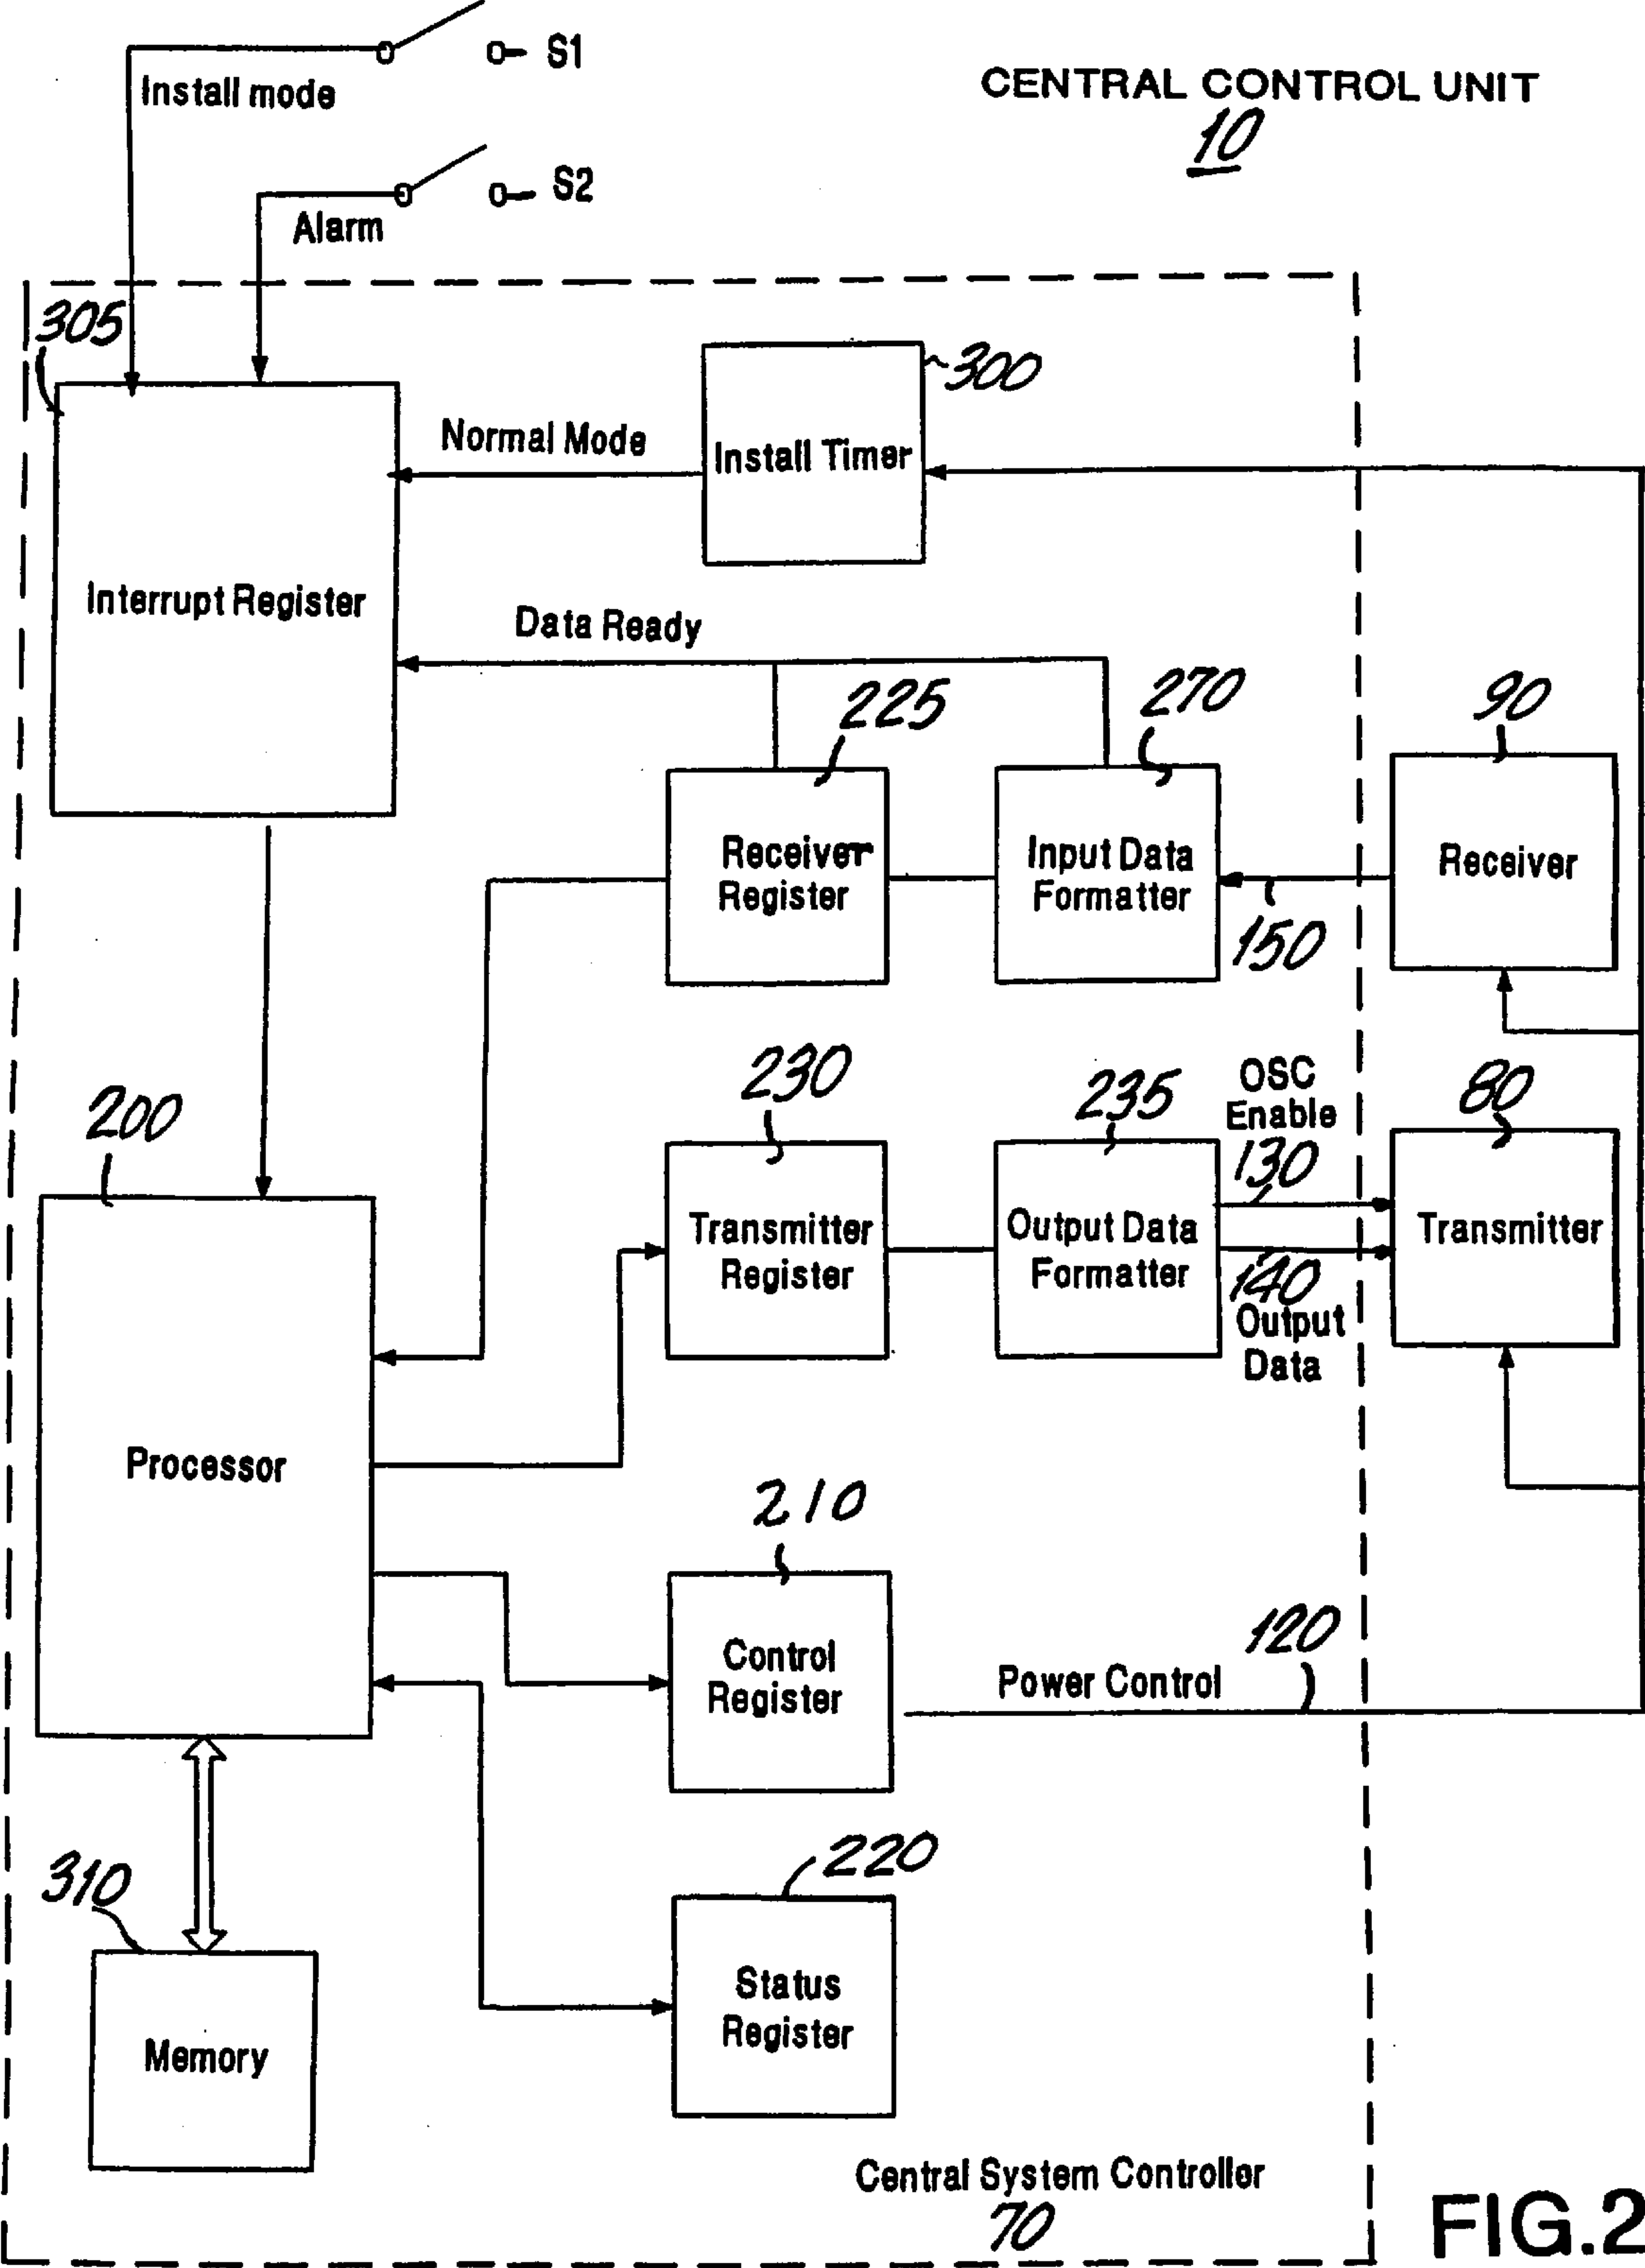 S1
Install mode
CENTRAL CONTROL UNIT
10
S2
Alarm
305
300
Normal Mode
Install Timer
Interrupt Register
Data Ready
225
270
90
Receiver
Register
Input Data
Formatter
Receiver
150
200
230
235
OSC
Enable
130
80
Transmitter
Register
Output Data
Formatter
Transmitter
140
Output
Data
Processor
210
Control
Register
Power Control
120
310
220
Memory
Status
Register
Central System Controller
70
FIG.2